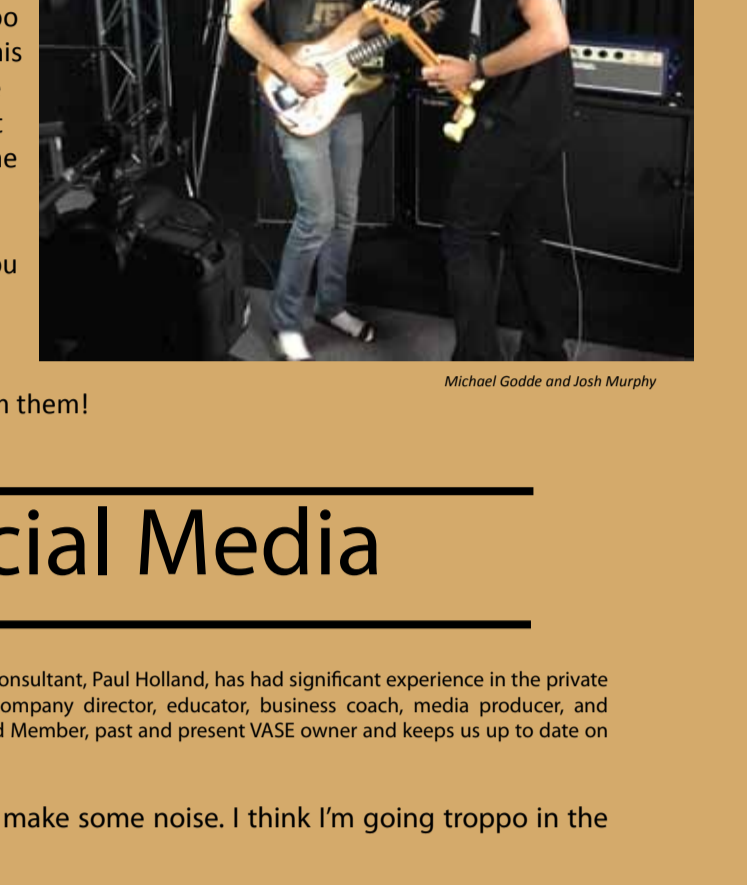 Michael Godde and Josh Murphy
them!
cial Media
onsultant, Paul Holland, has had significant experience in the private
ompany director, educator, business coach, media producer, and
Member, past and present VASE owner and keeps us up to date on
make some noise. I think I'm going troppo in the